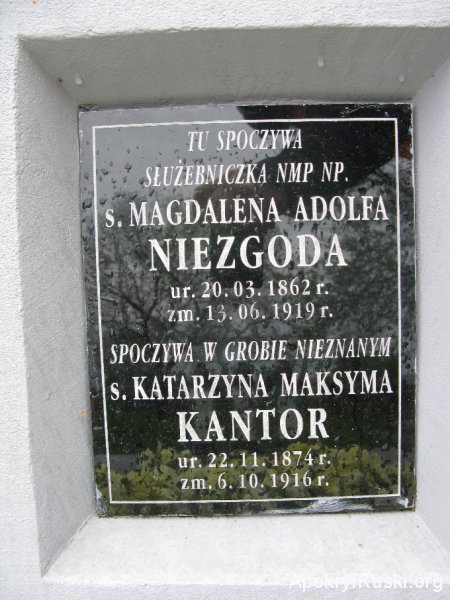 TU SPOCZYWA
SŁUŻEBNICZKA NMP NP.
s. MAGDALENA ADOLFA
NIEZGODA
ur. 20. 03. 1862 r.
zm. 13. 06. 1919 r.
SPOCZYWA W GROBIE NIEZNANYM
s. KATARZYNA MAKSYMA
KANTOR
ur. 22. 11. 1874 r.
zm. 6. 10. 1916 r.
ApokryfRuski.org